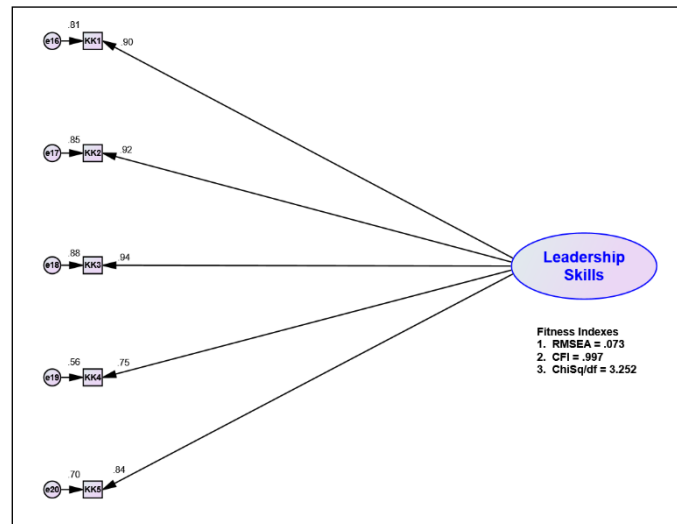 .81
e16 KK1 .90
.85
e17 KK2 .92
.88
e18 KK3 .94
.56
e19 KK4 .75
.70
e20 KK5 .84
Leadership
Skills
Fitness Indexes
1. RMSEA = .073
2. CFI = .997
3. ChiSq/df = 3.252